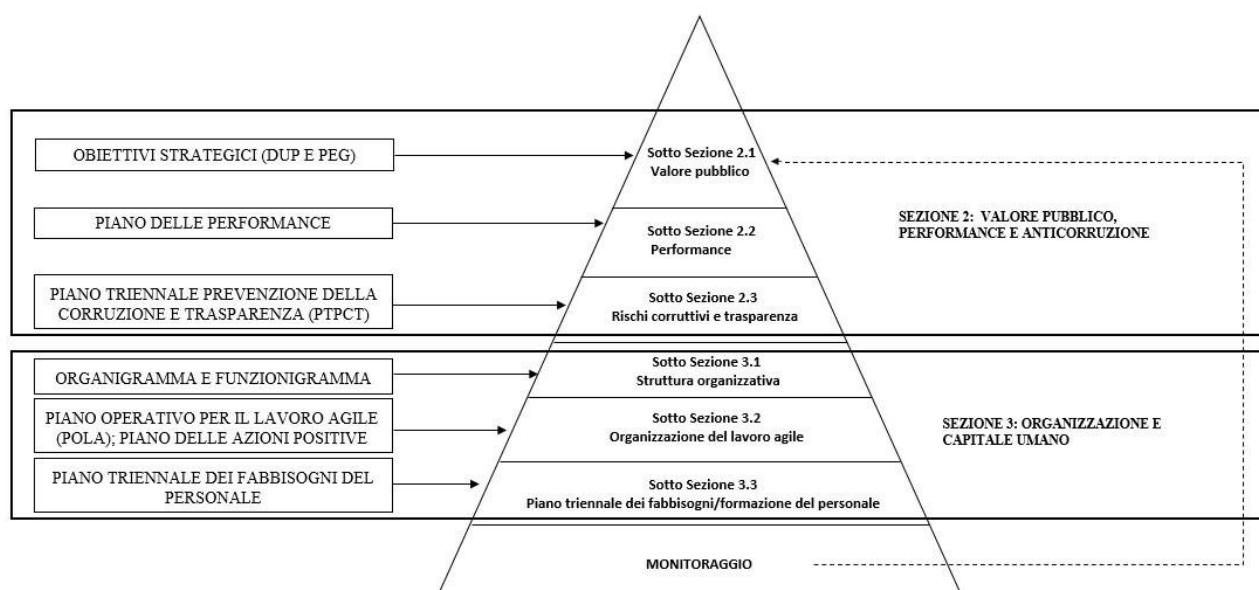 OBIETTIVI STRATEGICI (DUP E PEG)
Sotto Sezione 2.1
Valore pubblico
PIANO DELLE PERFORMANCE
Sotto Sezione 2.2
Performance
SEZIONE 2: VALORE PUBBLICO,
PERFORMANCE E ANTICORRUZIONE
PIANO TRIENNALE PREVENZIONE DELLA
CORRUZIONE E TRASPARENZA (PTPCT)
Sotto Sezione 2.3
Rischi corruttivi e trasparenza
ORGANIGRAMMA E FUNZIONIGRAMMA
Sotto Sezione 3.1
Struttura organizzativa
PIANO OPERATIVO PER IL LAVORO AGILE
(POLA); PIANO DELLE AZIONI POSITIVE
Sotto Sezione 3.2
Organizzazione del lavoro agile
SEZIONE 3: ORGANIZZAZIONE E
CAPITALE UMANO
PIANO TRIENNALE DEI FABBISOGNI DEL
PERSONALE
Sotto Sezione 3.3
Piano triennale dei fabbisogni/formazione del personale
MONITORAGGIO